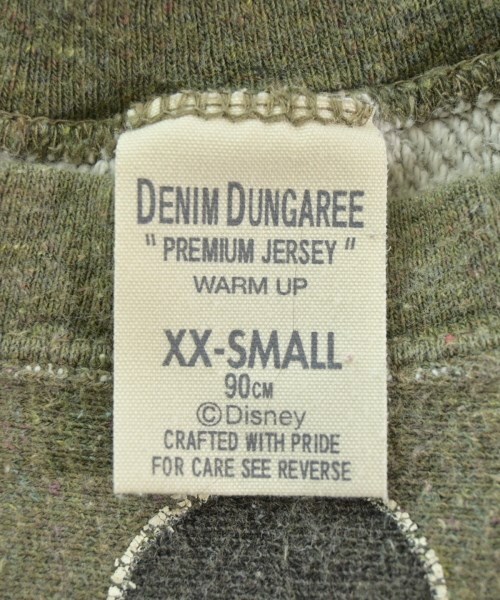 DENIM DUNGAREE
"PREMIUM JERSEY"
WARM UP
XX-SMALL
90CM
©Disney
CRAFTED WITH PRIDE
FOR CARE SEE REVERSE